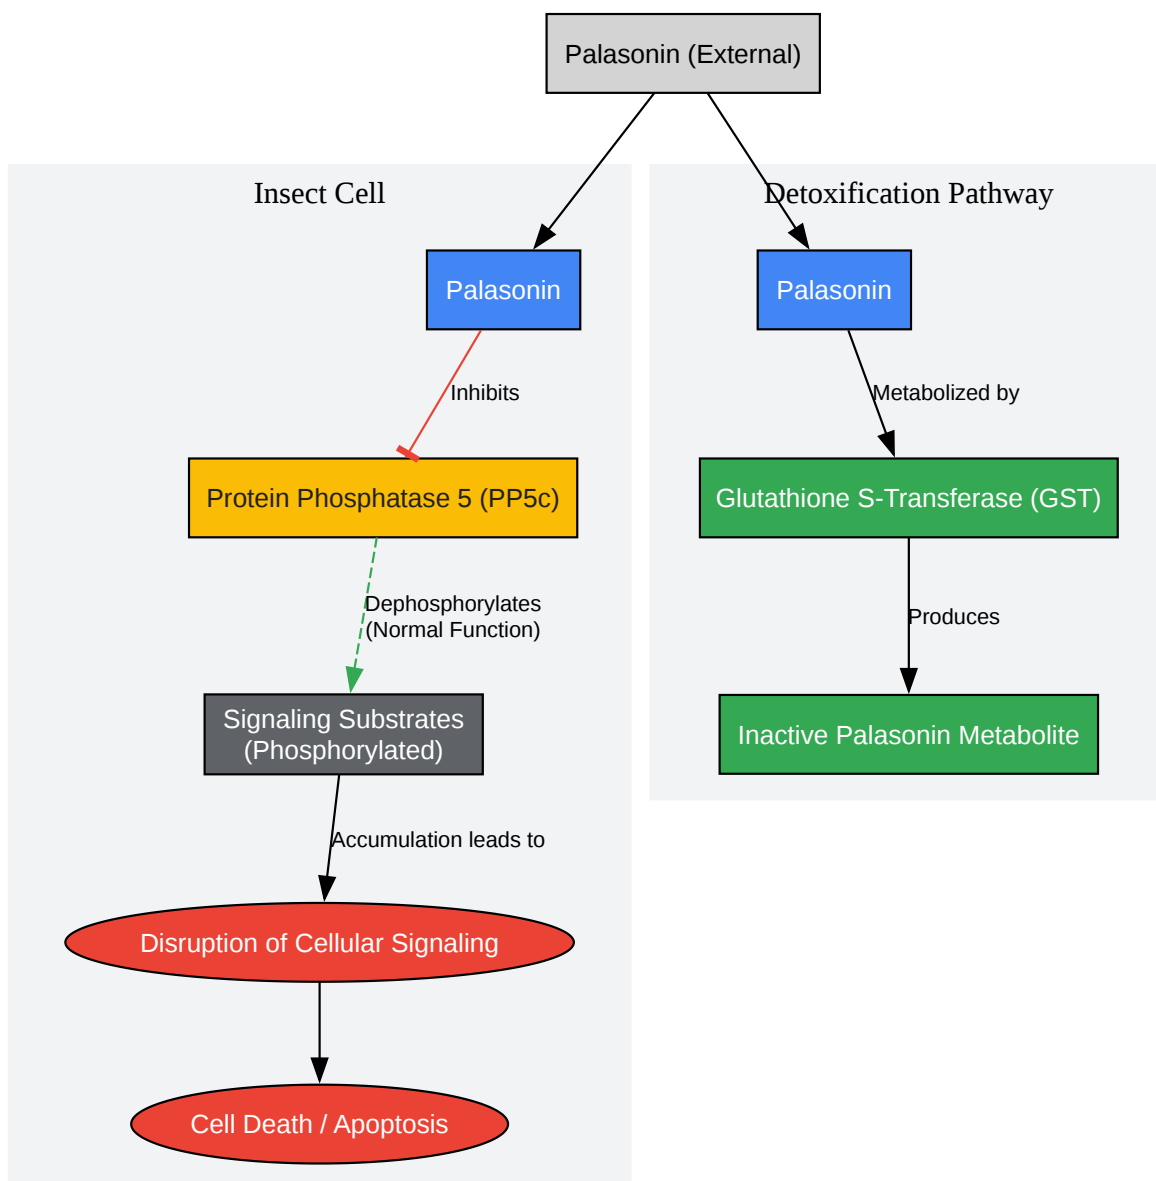 Palasonin (External)
Insect Cell
Detoxification Pathway
Palasonin
Palasonin
Inhibits
Metabolized by
Protein Phosphatase 5 (PP5c)
Glutathione S-Transferase (GST)
Dephosphorylates
(Normal Function)
Produces
Signaling Substrates
(Phosphorylated)
Inactive Palasonin Metabolite
Accumulation leads to
Disruption of Cellular Signaling
Cell Death / Apoptosis